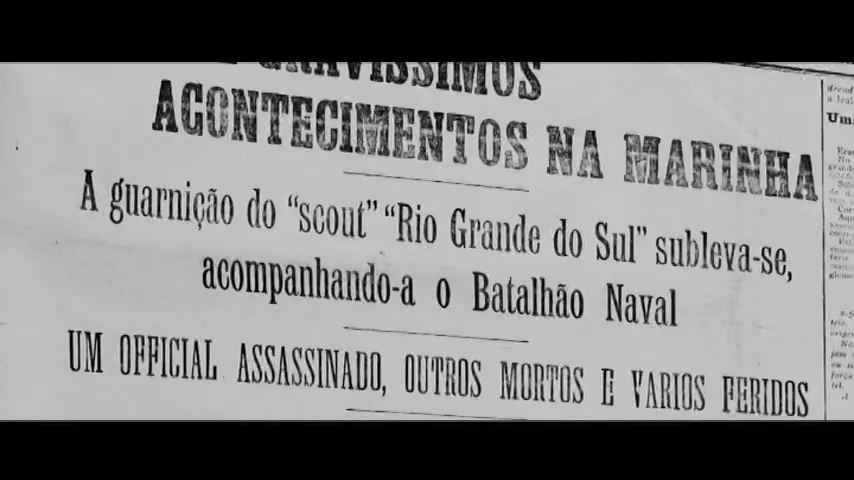 GRAVISSIMOS
ACONTECIMENTOS NA MARINHA
A guarnição do “scout” “Rio Grande do Sul” subleva-se,
acompanhando-a o Batalhão Naval
UM OFFICIAL ASSASSINADO, OUTROS MORTOS E VARIOS FERIDOS